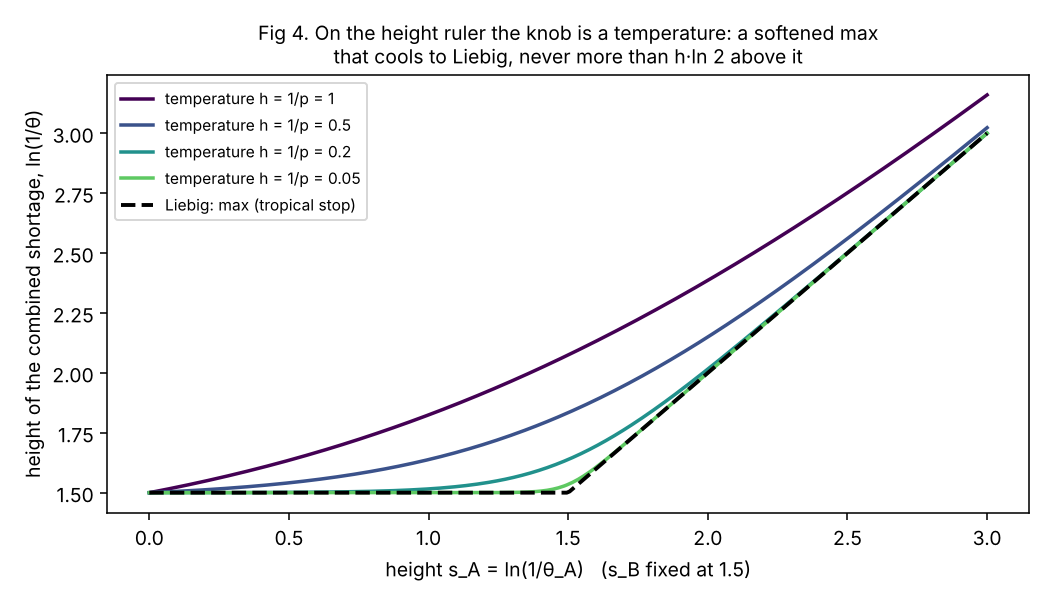 Fig 4. On the height ruler the knob is a temperature: a softened max
that cools to Liebig, never more than h·ln 2 above it
temperature h = 1/p = 1
temperature h = 1/p = 0.5
temperature h = 1/p = 0.2
temperature h = 1/p = 0.05
Liebig: max (tropical stop)
height of the combined shortage, ln(1/θ)
3.00
2.75
2.50
2.25
2.00
1.75
1.50
0.0
0.5
1.0
1.5
2.0
2.5
3.0
height s_A = ln(1/θ_A)   (s_B fixed at 1.5)